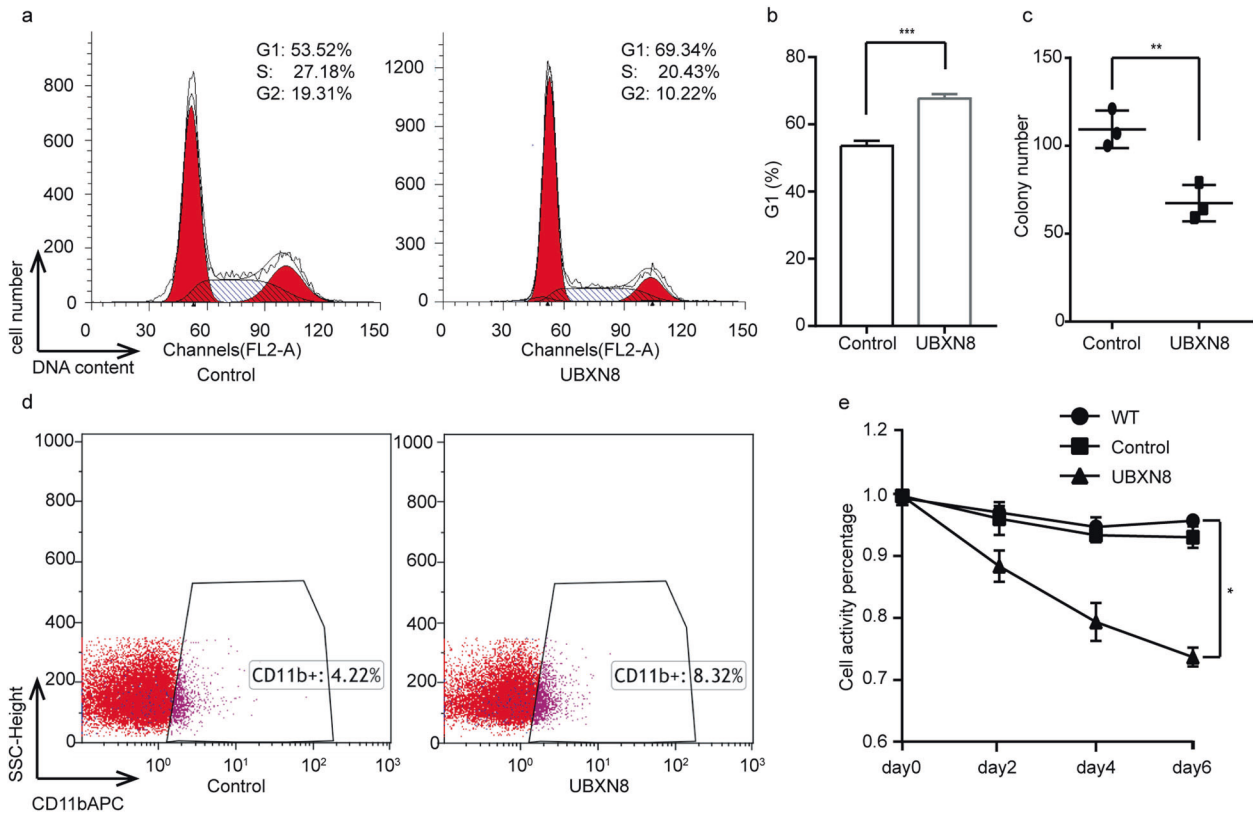 a
G1: 53.52%
S: 27.18%
G2: 19.31%
800
600
400
200
0
0 30 60 90 120 150
cell number
DNA content
Channels(FL2-A)
Control
G1: 69.34%
S: 20.43%
G2: 10.22%
1200
900
600
300
0
0 30 60 90 120 150
Channels(FL2-A)
UBXN8
b
***
80
60
40
20
0
G1 (%)
Control UBXN8
c
**
150
100
50
0
Colony number
Control UBXN8
d
1000
800
600
400
200
0
SSC-Height
CD11b+: 4.22%
10⁰ 10¹ 10² 10³
Control
CD11bAPC
1000
800
600
400
200
0
CD11b+: 8.32%
10⁰ 10¹ 10² 10³
UBXN8
e
WT
Control
UBXN8
1.2
1.0
0.9
0.8
0.7
0.6
Cell activity percentage
*
day0 day2 day4 day6